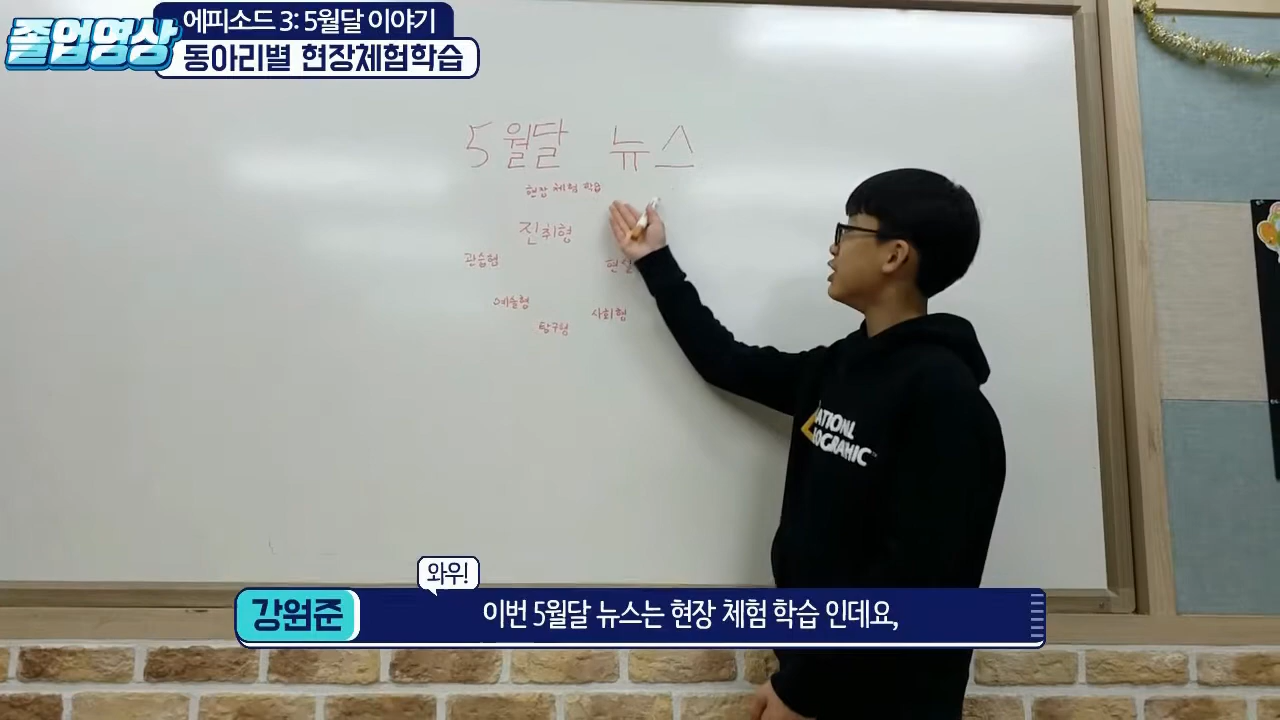 졸업영상
에피소드 3: 5월달 이야기
동아리별 현장체험학습
5월달 뉴스
현장 체험 학습
진취형
관습형
예술형
탐구형
사회형
ATIONAL
OGRAHIC
와우!
강원준
이번 5월달 뉴스는 현장 체험 학습 인데요,